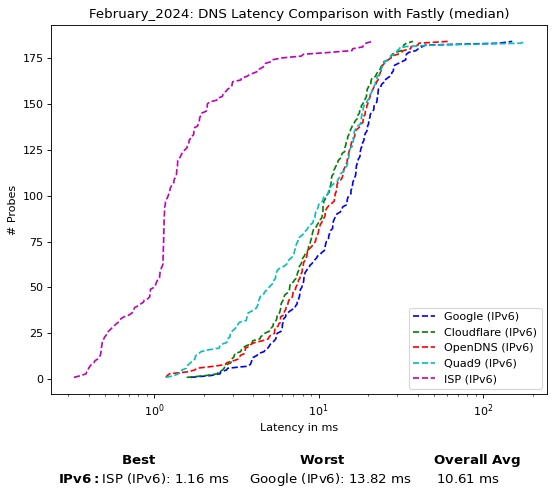 February_2024: DNS Latency Comparison with Fastly (median)
175
150
125
100
75
50
25
0
# Probes
Google (IPv6)
Cloudflare (IPv6)
OpenDNS (IPv6)
Quad9 (IPv6)
ISP (IPv6)
10⁰ 10¹ 10²
Latency in ms
Best Worst Overall Avg
IPv6: ISP (IPv6): 1.16 ms Google (IPv6): 13.82 ms 10.61 ms